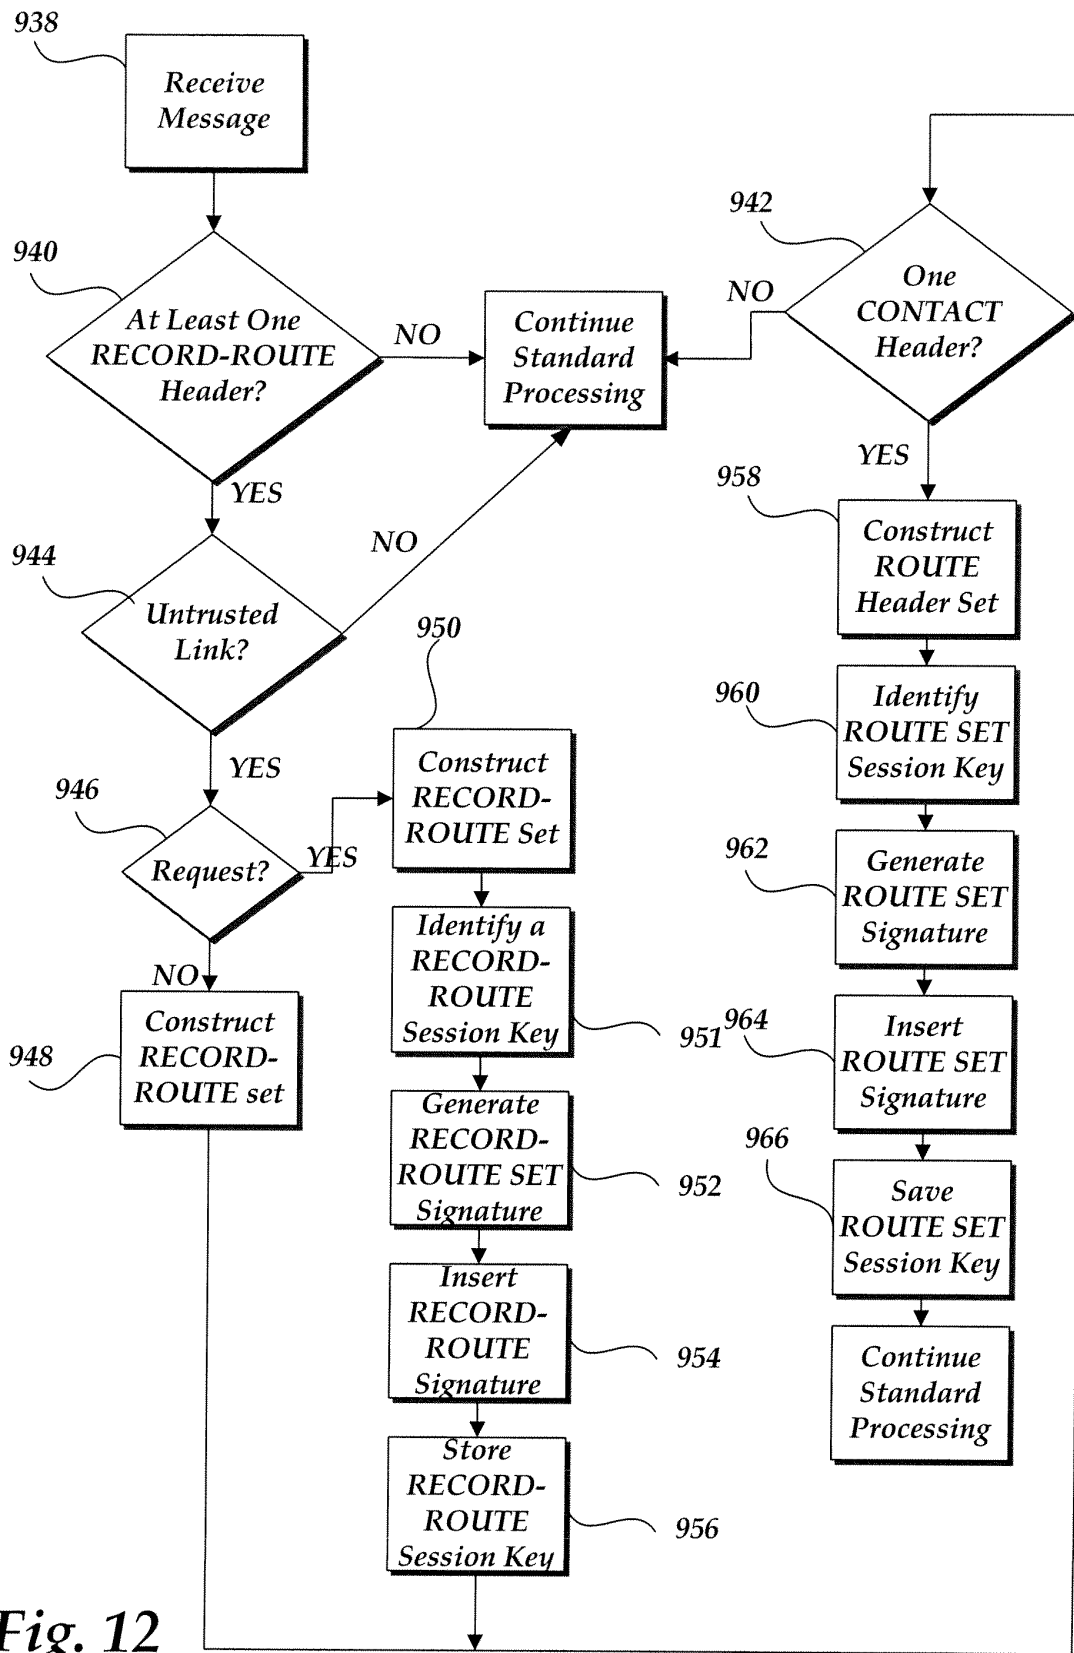 938
Receive
Message
940
At Least One
RECORD-ROUTE
Header?
NO
YES
Continue
Standard
Processing
942
One
CONTACT
Header?
NO
YES
944
Untrusted
Link?
NO
YES
946
Request?
YES
NO
948
Construct
RECORD-
ROUTE set
950
Construct
RECORD-
ROUTE Set
Identify a
RECORD-
ROUTE
Session Key
951
Generate
RECORD-
ROUTE SET
Signature
952
Insert
RECORD-
ROUTE
Signature
954
Store
RECORD-
ROUTE
Session Key
956
958
Construct
ROUTE
Header Set
960
Identify
ROUTE SET
Session Key
962
Generate
ROUTE SET
Signature
964
Insert
ROUTE SET
Signature
966
Save
ROUTE SET
Session Key
Continue
Standard
Processing
Fig. 12